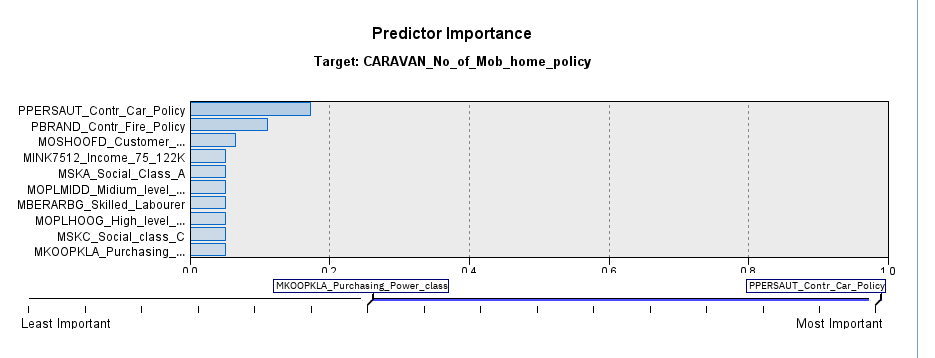 Predictor Importance
Target: CARAVAN_No_of_Mob_home_policy
PPERSAUT_Contr_Car_Policy
PBRAND_Contr_Fire_Policy
MOSHOOFD_Customer_...
MINK7512_Income_75_122K
MSKA_Social_Class_A
MOPLMIDD_Midium_level_...
MBERARBG_Skilled_Labourer
MOPLHOOG_High_level_...
MSKC_Social_class_C
MKOOPKLA_Purchasing_...
0.0 0.2 0.4 0.6 0.8 1.0
MKOOPKLA_Purchasing_Power_class PPERSAUT_Contr_Car_Policy
Least Important Most Important